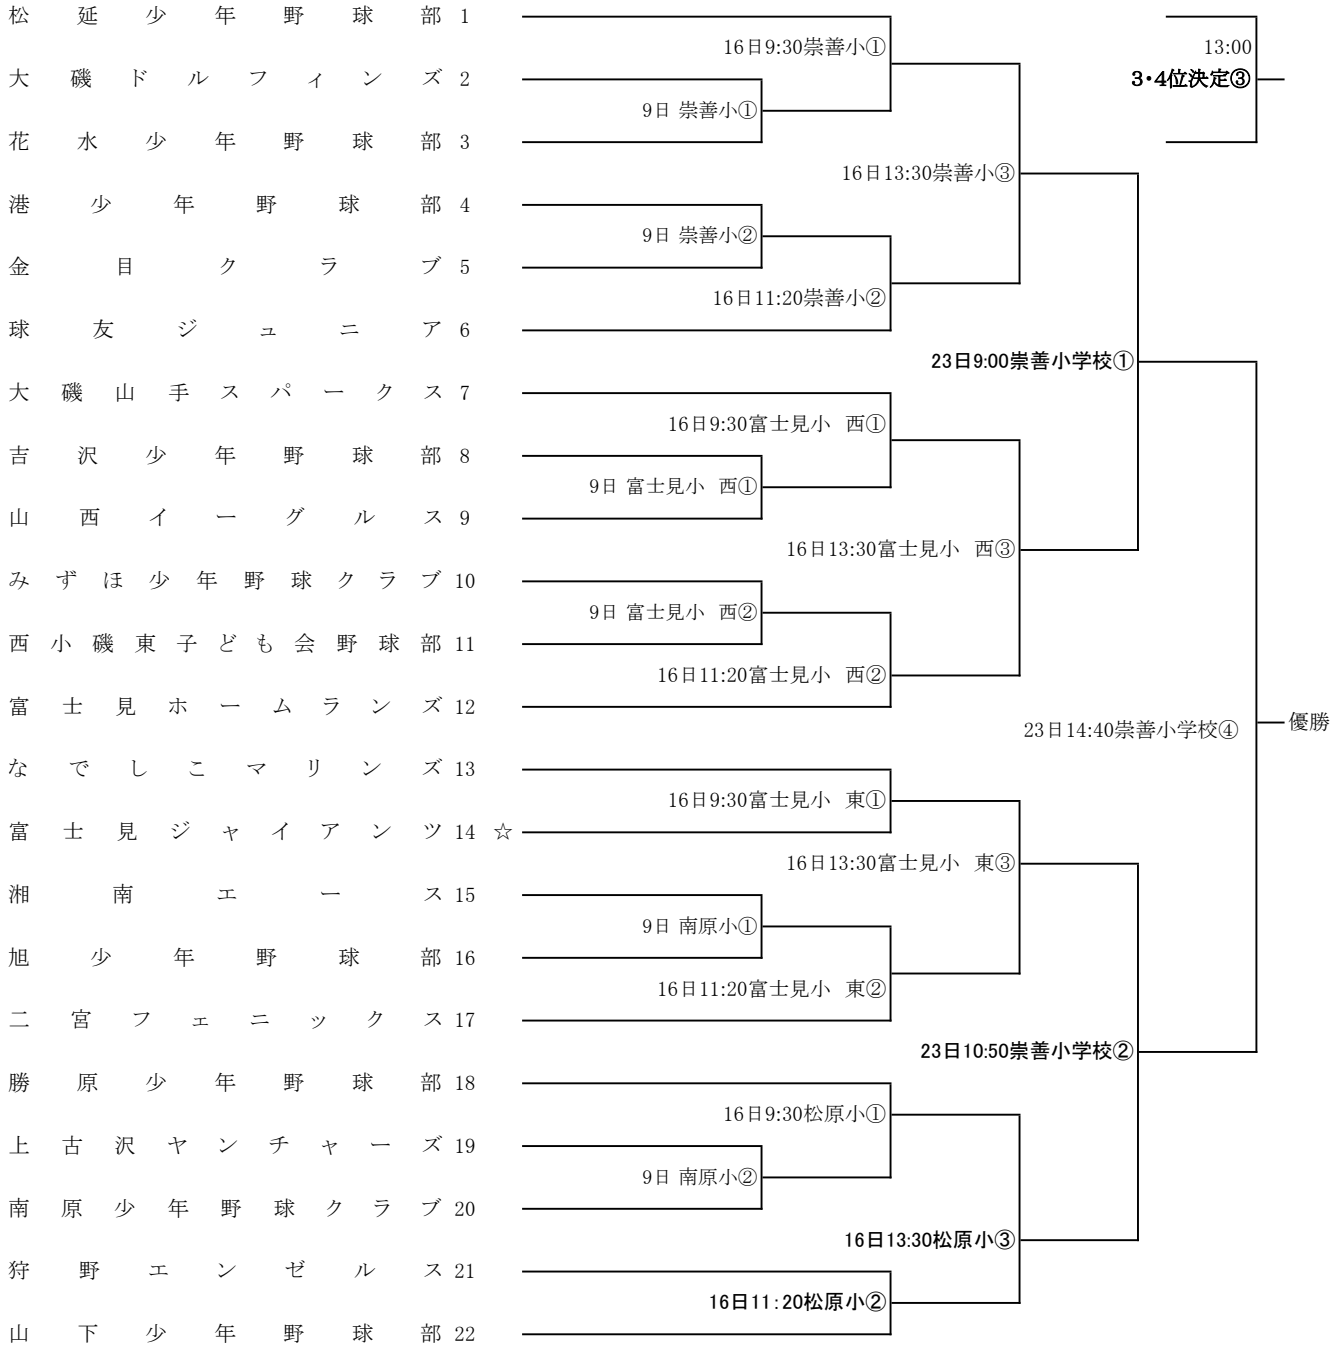 松延少年野球部 1
16日9:30崇善小①
13:00
大磯ドルフィンズ 2
3・4位決定③
9日 崇善小①
花水少年野球部 3
16日13:30崇善小③
港少年野球部 4
9日 崇善小②
金目クラブ 5
16日11:20崇善小②
球友ジュニア 6
23日9:00崇善小学校①
大磯山手スパークス 7
16日9:30富士見小 西①
吉沢少年野球部 8
9日 富士見小 西①
山西イーグルス 9
16日13:30富士見小 西③
みずほ少年野球クラブ 10
9日 富士見小 西②
西小磯東子ども会野球部 11
16日11:20富士見小 西②
富士見ホームランズ 12
23日14:40崇善小学校④
優勝
なでしこマリンズ 13
16日9:30富士見小 東①
富士見ジャイアンツ 14 ☆
16日13:30富士見小 東③
湘南エース 15
9日 南原小①
旭少年野球部 16
16日11:20富士見小 東②
二宮フェニックス 17
23日10:50崇善小学校②
勝原少年野球部 18
16日9:30松原小①
上古沢ヤンチャーズ 19
9日 南原小②
南原少年野球クラブ 20
16日13:30松原小③
狩野エンゼルス 21
16日11:20松原小②
山下少年野球部 22